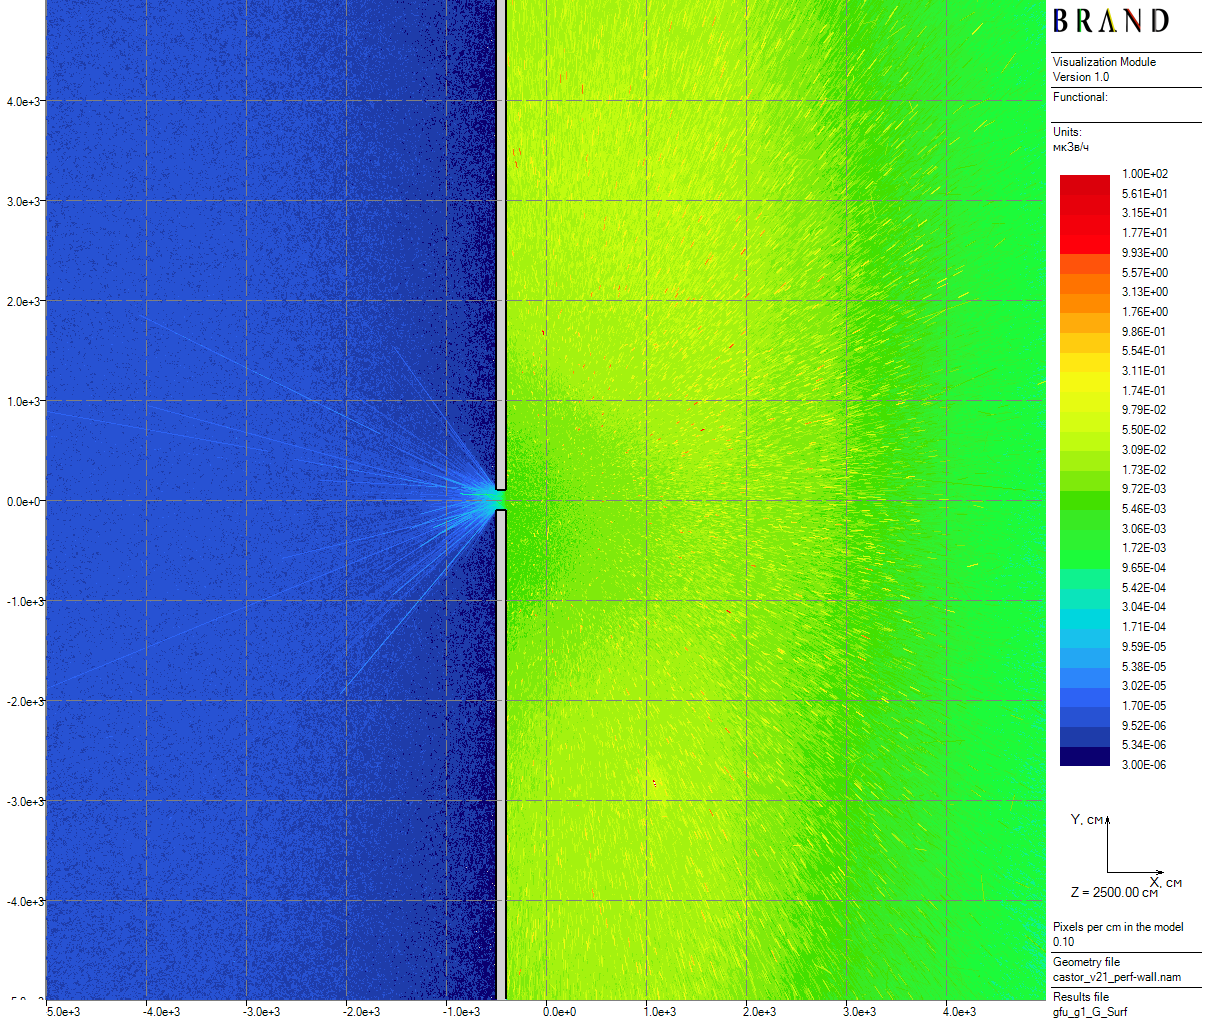 BRAND
Visualization Module
Version 1.0
Functional:
Units:
мкЗв/ч
1.00E+02
5.61E+01
3.15E+01
1.77E+01
9.93E+00
5.57E+00
3.13E+00
1.76E+00
9.86E-01
5.54E-01
3.11E-01
1.74E-01
9.79E-02
5.50E-02
3.09E-02
1.73E-02
9.72E-03
5.46E-03
3.06E-03
1.72E-03
9.65E-04
5.42E-04
3.04E-04
1.71E-04
9.59E-05
5.38E-05
3.02E-05
1.70E-05
9.52E-06
5.34E-06
3.00E-06
Y, см
X, см
Z = 2500.00 см
Pixels per cm in the model
0.10
Geometry file
castor_v21_perf-wall.nam
Results file
gfu_g1_G_Surf
4.0e+3
3.0e+3
2.0e+3
1.0e+3
0.0e+0
-1.0e+3
-2.0e+3
-3.0e+3
-4.0e+3
5.0e+3 -4.0e+3 -3.0e+3 -2.0e+3 -1.0e+3 0.0e+0 1.0e+3 2.0e+3 3.0e+3 4.0e+3